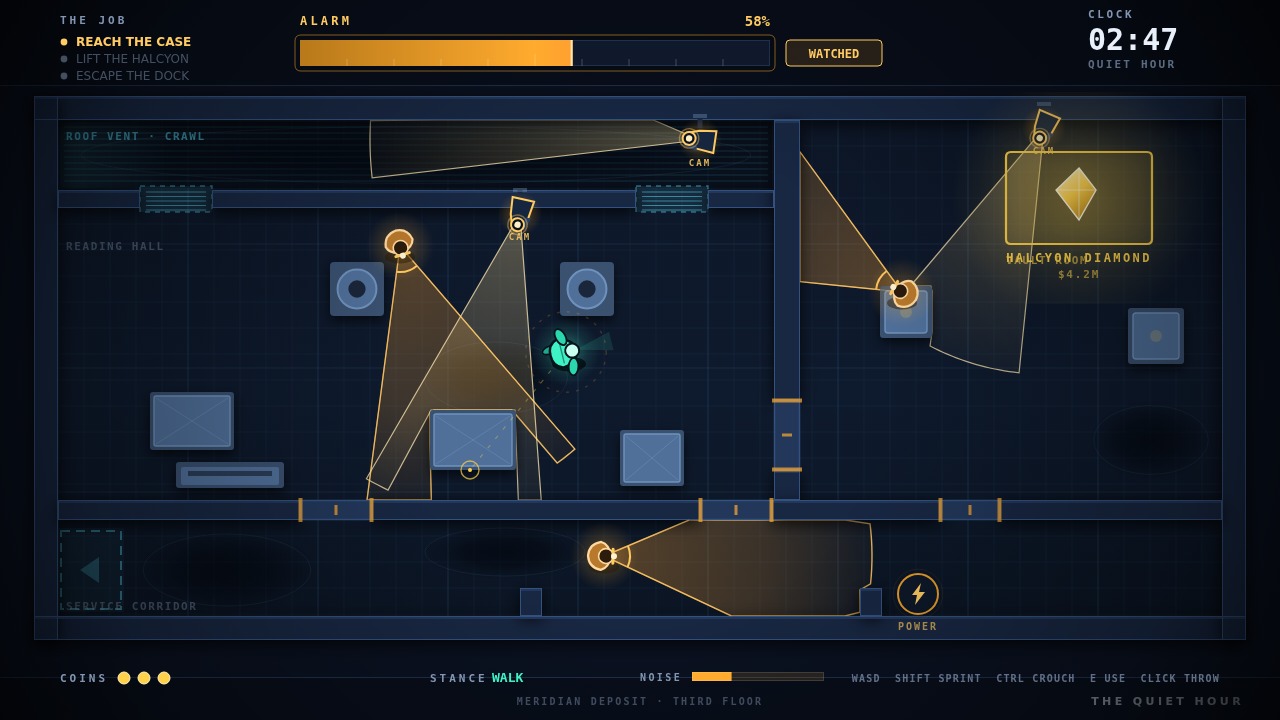 THE JOB
REACH THE CASE
LIFT THE HALCYON
ESCAPE THE DOCK
ALARM
58%
WATCHED
CLOCK
02:47
QUIET HOUR
ROOF VENT · CRAWL
CAM
CAM
CAM
READING HALL
VAULT ROOM
HALCYON DIAMOND
$4.2M
SERVICE CORRIDOR
POWER
COINS
STANCE WALK
NOISE
WASD SHIFT SPRINT CTRL CROUCH E USE CLICK THROW
MERIDIAN DEPOSIT · THIRD FLOOR
THE QUIET HOUR